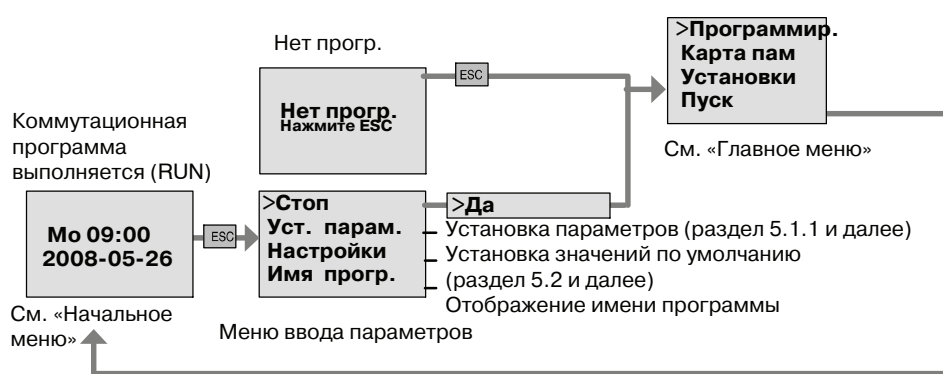 Нет прогр.
ESC
Нет прогр.
Нажмите ESC
>Программир.
Карта пам
Установки
Пуск
См. «Главное меню»
Коммутационная
программа
выполняется (RUN)
Мо 09:00
2008-05-26
ESC
См. «Начальное
меню»
>Стоп
Уст. парам.
Настройки
Имя прогр.
>Да
Установка параметров (раздел 5.1.1 и далее)
Установка значений по умолчанию
(раздел 5.2 и далее)
Отображение имени программы
Меню ввода параметров